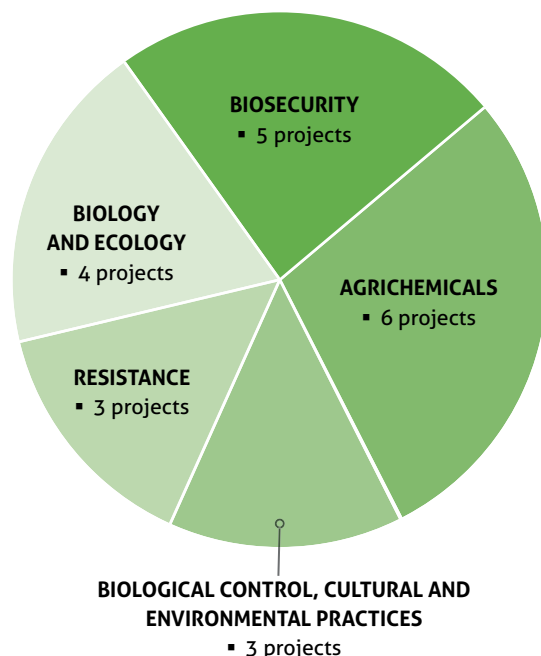 BIOSECURITY
▪ 5 projects
BIOLOGY
AND ECOLOGY
▪ 4 projects
AGRICHEMICALS
▪ 6 projects
RESISTANCE
▪ 3 projects
BIOLOGICAL CONTROL, CULTURAL AND
ENVIRONMENTAL PRACTICES
▪ 3 projects